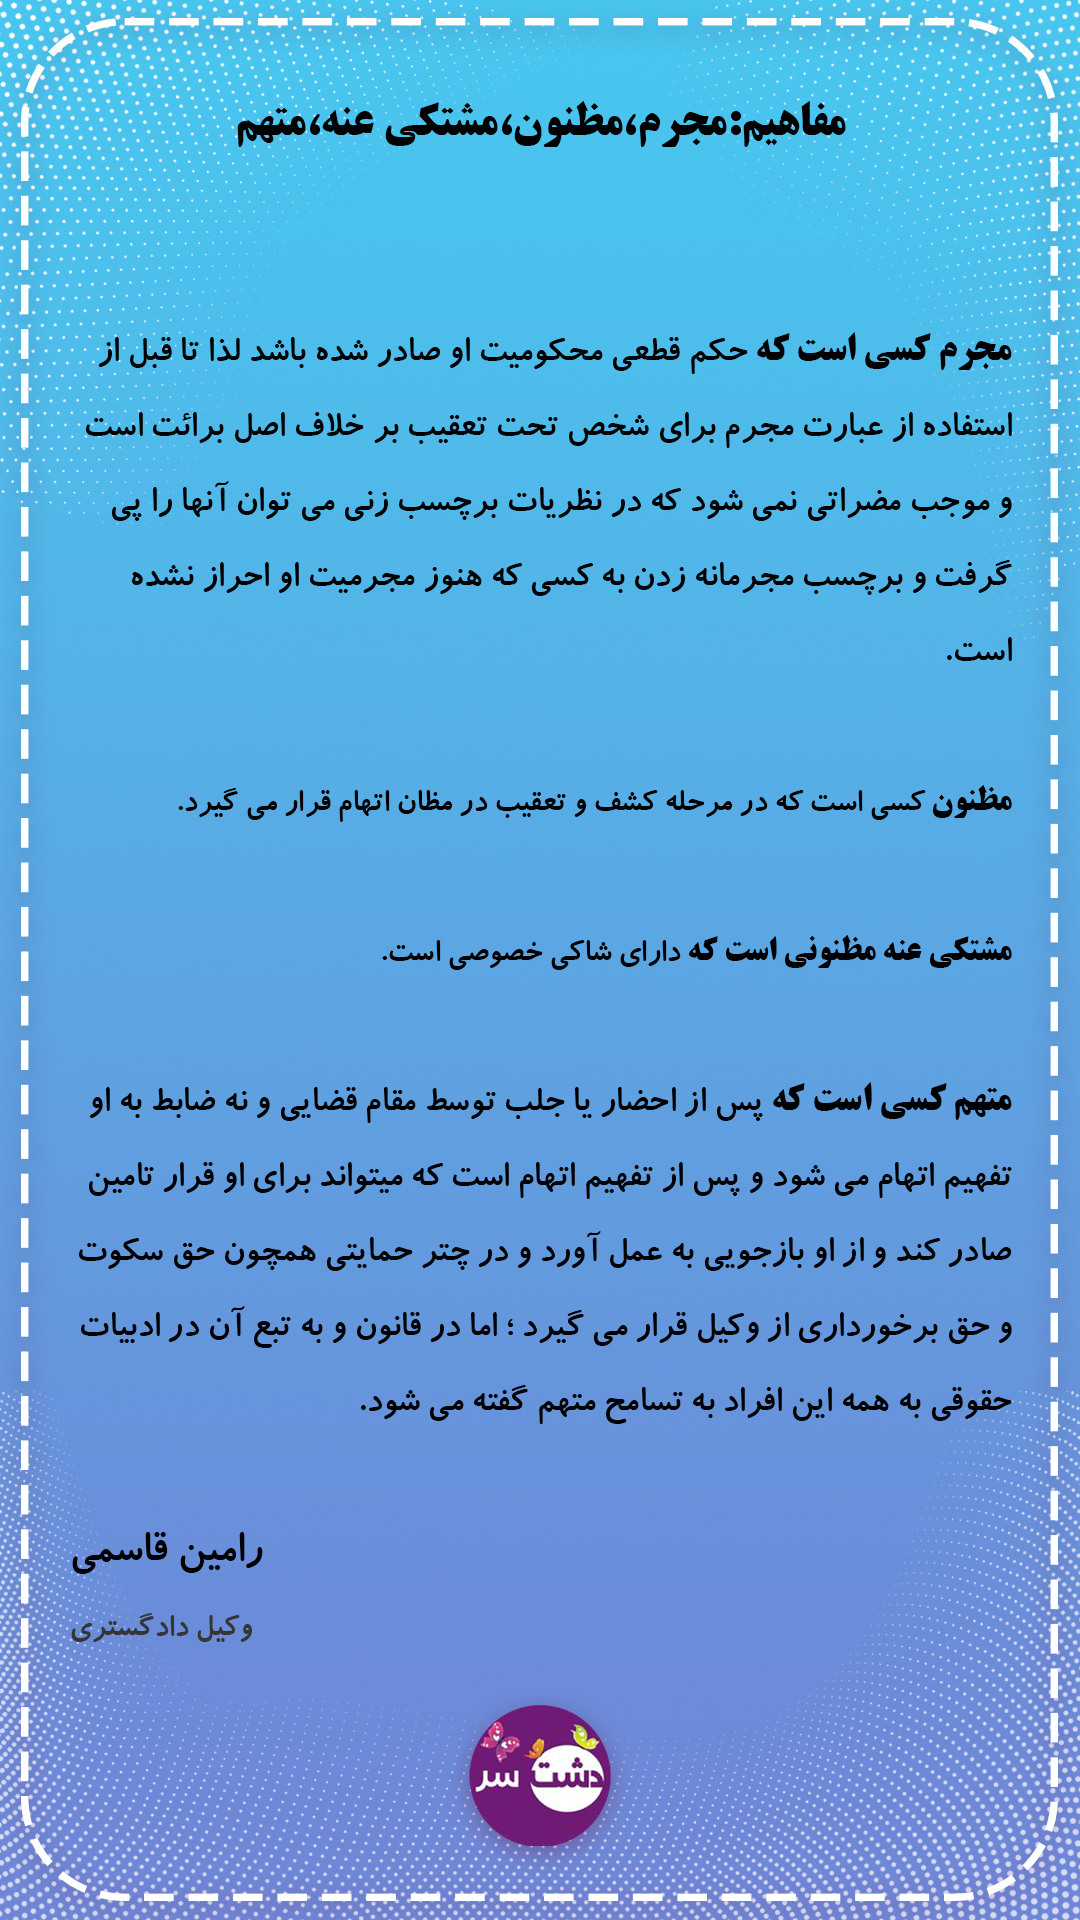 مفاهیم:مجرم،مظنون،مشتکی عنه،متهم
مجرم کسی است که حکم قطعی محکومیت او صادر شده باشد لذا تا قبل از
استفاده از عبارت مجرم برای شخص تحت تعقیب بر خلاف اصل برائت است
و موجب مضراتی نمی شود که در نظریات برچسب زنی می توان آنها را پی
گرفت و برچسب مجرمانه زدن به کسی که هنوز مجرمیت او احراز نشده
است.
مظنون کسی است که در مرحله کشف و تعقیب در مظان اتهام قرار می گیرد.
مشتکی عنه مظنونی است که دارای شاکی خصوصی است.
متهم کسی است که پس از احضار یا جلب توسط مقام قضایی و نه ضابط به او
تفهیم اتهام می شود و پس از تفهیم اتهام است که میتواند برای او قرار تامین
صادر کند و از او بازجویی به عمل آورد و در چتر حمایتی همچون حق سکوت
و حق برخورداری از وکیل قرار می گیرد ؛ اما در قانون و به تبع آن در ادبیات
حقوقی به همه این افراد به تسامح متهم گفته می شود.
رامین قاسمی
وکیل دادگستری
دشت سر